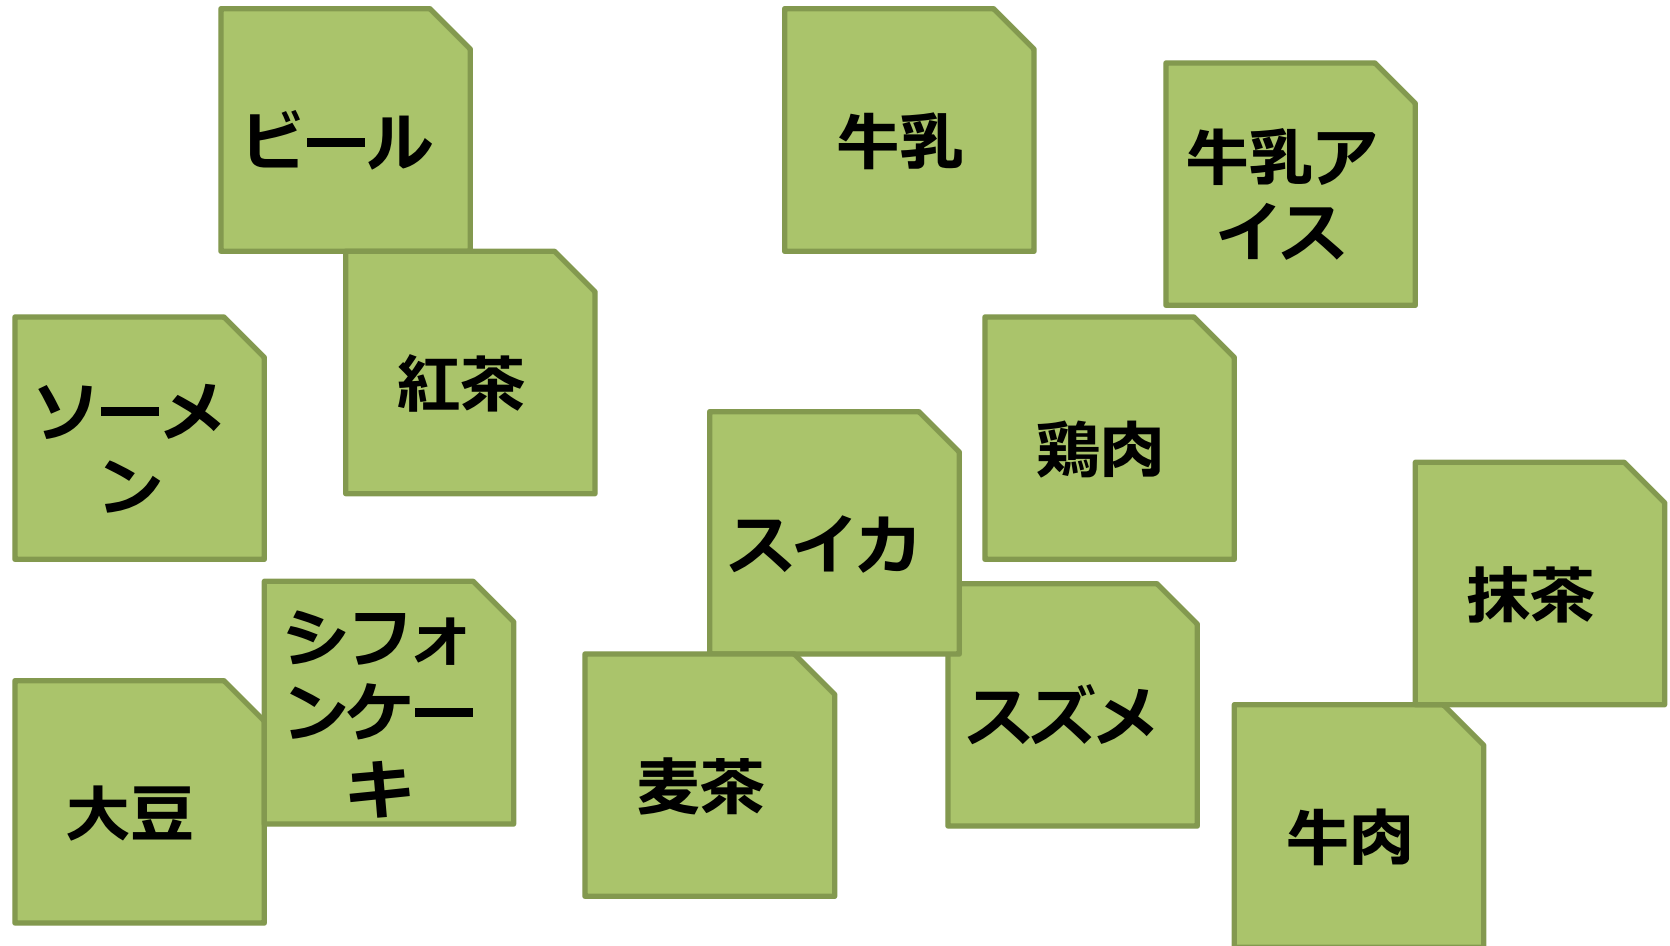 ビール
牛乳
牛乳ア
イス
紅茶
ソーメ
ン
鶏肉
スイカ
抹茶
シフォ
ンケー
キ
スズメ
麦茶
大豆
牛肉